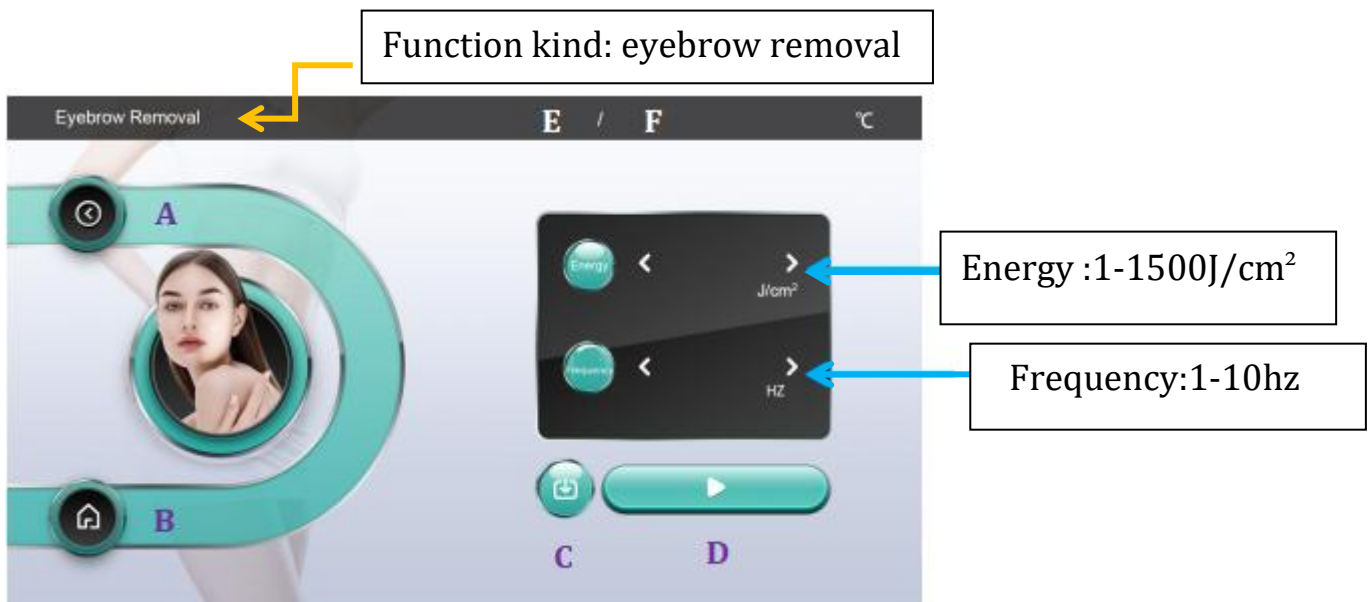 Function kind: eyebrow removal
Eyebrow Removal
E / F
℃
A
Energy
J/cm²
Energy :1-1500J/cm²
Frequency
HZ
Frequency:1-10hz
B
C
D